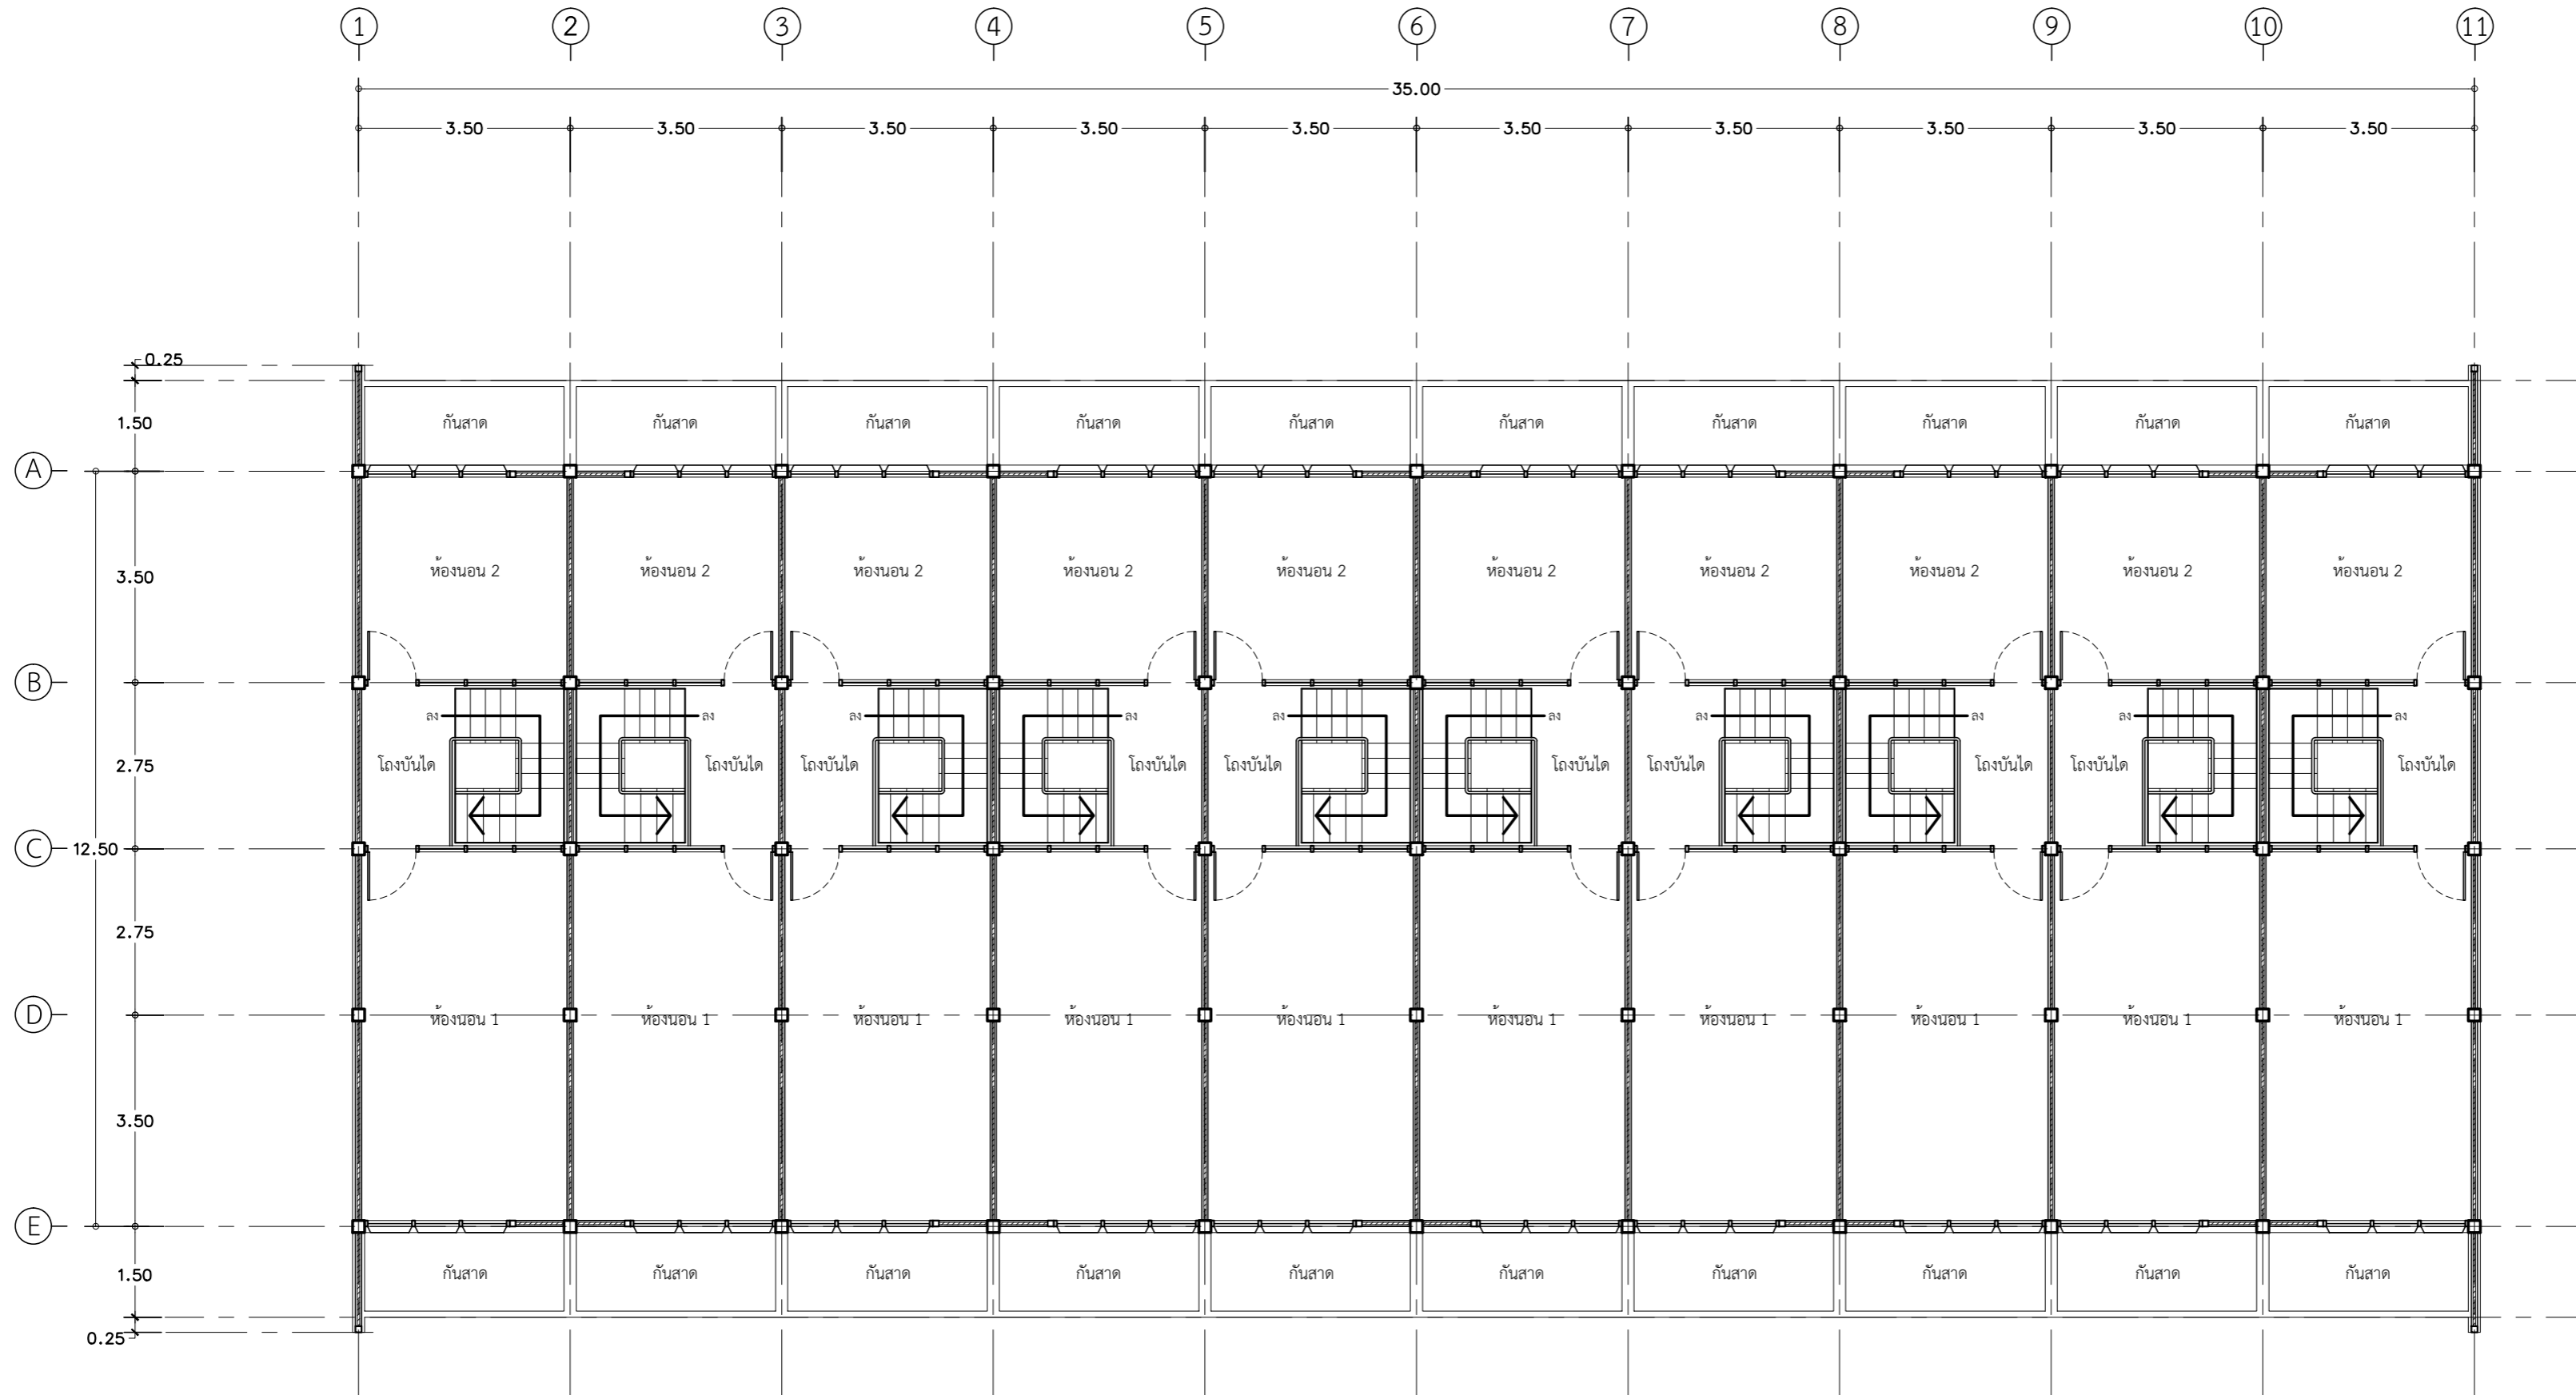 1 2 3 4 5 6 7 8 9 10 11
35.00
3.50 3.50 3.50 3.50 3.50 3.50 3.50 3.50 3.50 3.50
0.25
1.50 กันสาด กันสาด กันสาด กันสาด กันสาด กันสาด กันสาด กันสาด กันสาด กันสาด
A
3.50 ห้องนอน 2 ห้องนอน 2 ห้องนอน 2 ห้องนอน 2 ห้องนอน 2 ห้องนอน 2 ห้องนอน 2 ห้องนอน 2 ห้องนอน 2 ห้องนอน 2
B
ลง ลง ลง ลง ลง ลง ลง ลง ลง ลง
2.75 โถงบันได โถงบันได โถงบันได โถงบันได โถงบันได โถงบันได โถงบันได โถงบันได โถงบันได โถงบันได
C 12.50
2.75
D ห้องนอน 1 ห้องนอน 1 ห้องนอน 1 ห้องนอน 1 ห้องนอน 1 ห้องนอน 1 ห้องนอน 1 ห้องนอน 1 ห้องนอน 1 ห้องนอน 1
3.50
E
1.50 กันสาด กันสาด กันสาด กันสาด กันสาด กันสาด กันสาด กันสาด กันสาด กันสาด
0.25